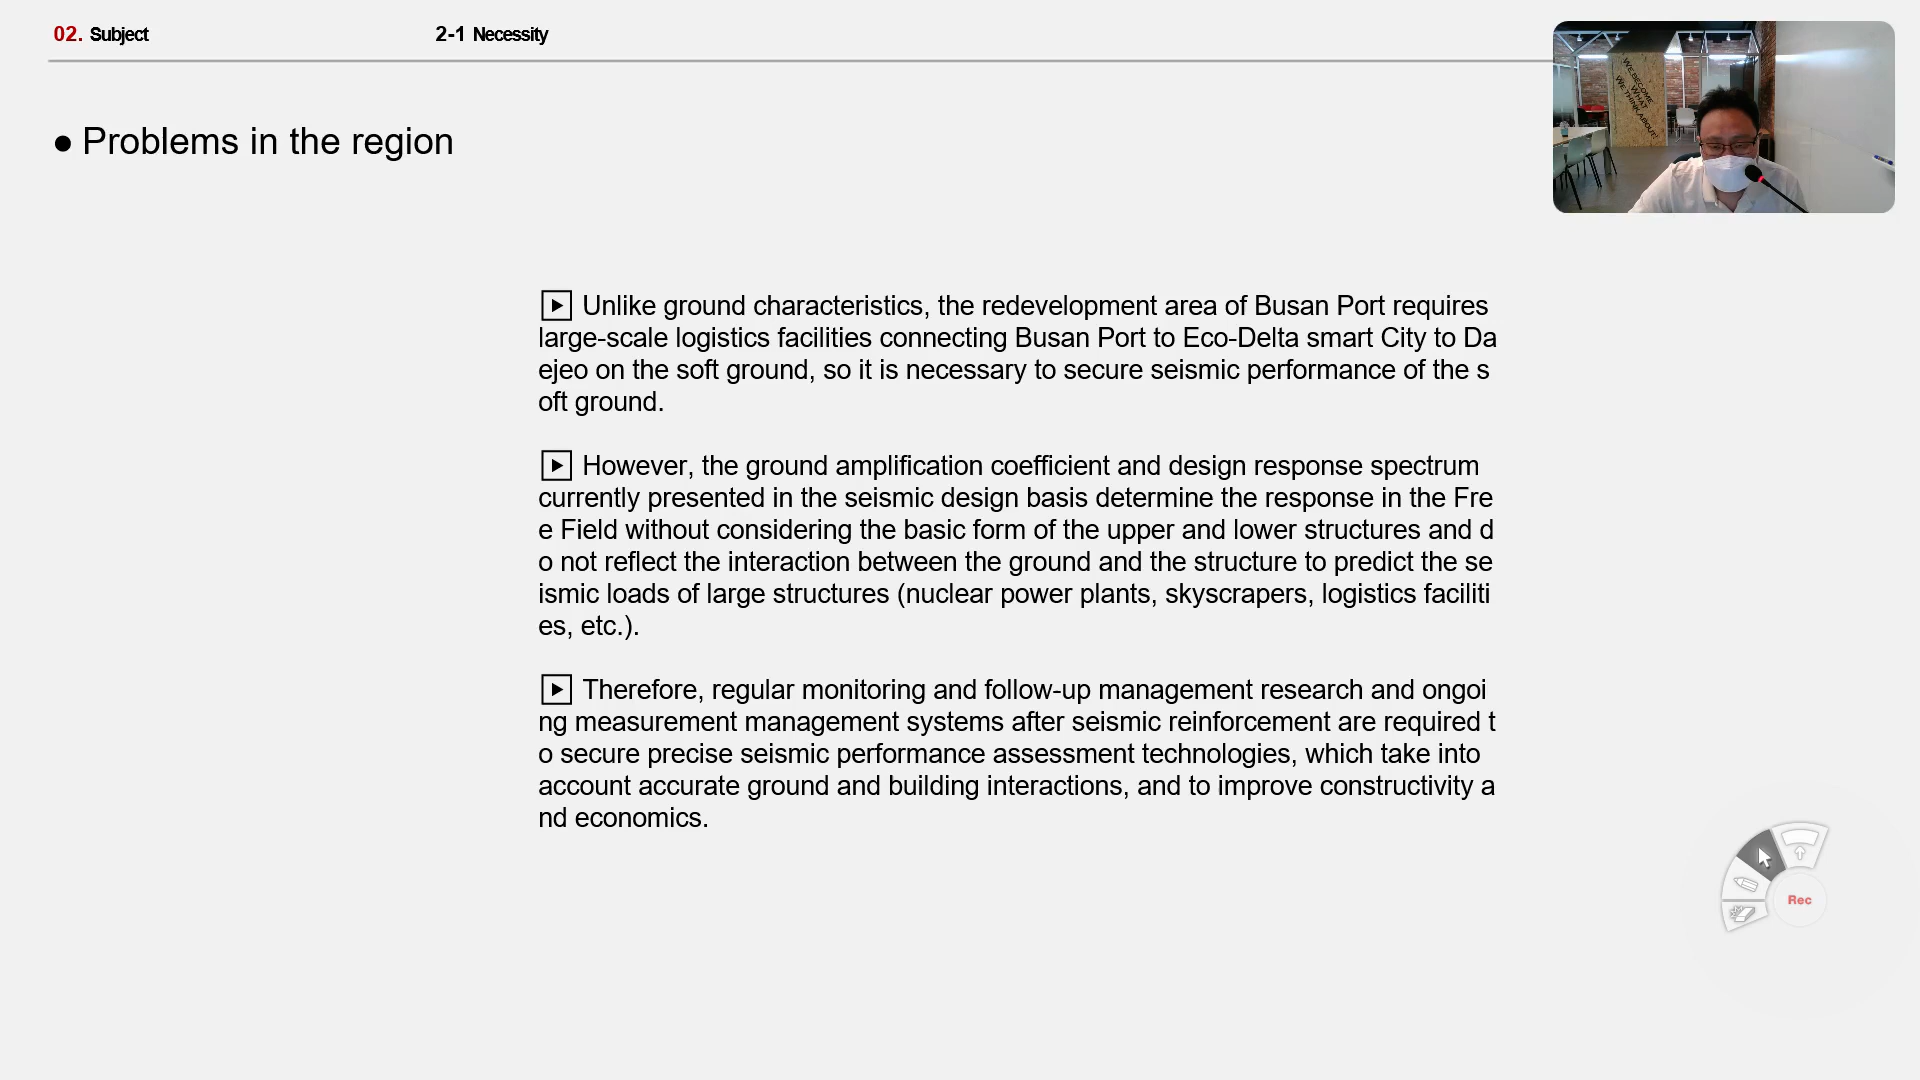 02. Subject
2-1 Necessity
WE BECOME
WHAT
WE THINK ABOUT!
● Problems in the region
Unlike ground characteristics, the redevelopment area of Busan Port requires
large-scale logistics facilities connecting Busan Port to Eco-Delta smart City to Da
ejeo on the soft ground, so it is necessary to secure seismic performance of the s
oft ground.
However, the ground amplification coefficient and design response spectrum
currently presented in the seismic design basis determine the response in the Fre
e Field without considering the basic form of the upper and lower structures and d
o not reflect the interaction between the ground and the structure to predict the se
ismic loads of large structures (nuclear power plants, skyscrapers, logistics faciliti
es, etc.).
Therefore, regular monitoring and follow-up management research and ongoi
ng measurement management systems after seismic reinforcement are required t
o secure precise seismic performance assessment technologies, which take into
account accurate ground and building interactions, and to improve constructivity a
nd economics.
Rec